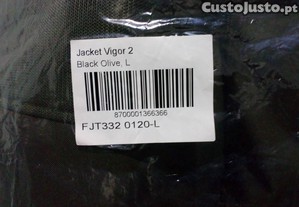 CustoJusto.pt
Jacket Vigor 2
Black Olive, L
8700001366366
FJT332 0120-L